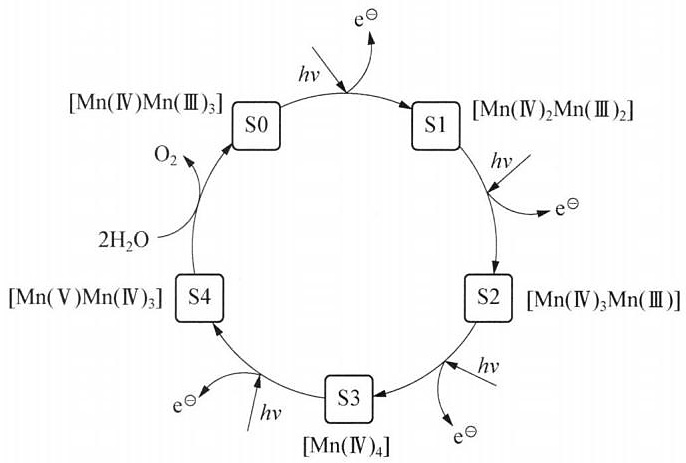 e⊖
hν
[Mn(Ⅳ)Mn(Ⅲ)₃]
S0
S1
[Mn(Ⅳ)₂Mn(Ⅲ)₂]
O₂
hν
e⊖
2H₂O
[Mn(Ⅴ)Mn(Ⅳ)₃]
S4
S2
[Mn(Ⅳ)₃Mn(Ⅲ)]
hν
e⊖
hν
S3
e⊖
[Mn(Ⅳ)₄]